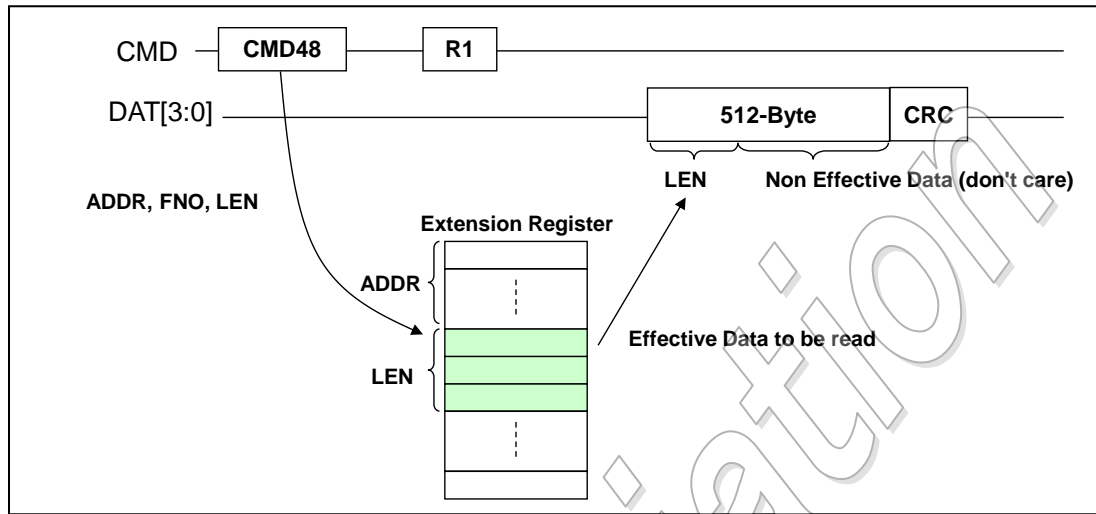 CMD
CMD48
R1
DAT[3:0]
512-Byte
CRC
LEN
Non Effective Data (don't care)
ADDR, FNO, LEN
Extension Register
ADDR
Effective Data to be read
LEN